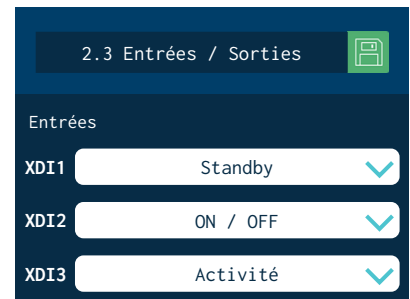 2.3 Entrées / Sorties
Entrées
XDI1 Standby
XDI2 ON / OFF
XDI3 Activité